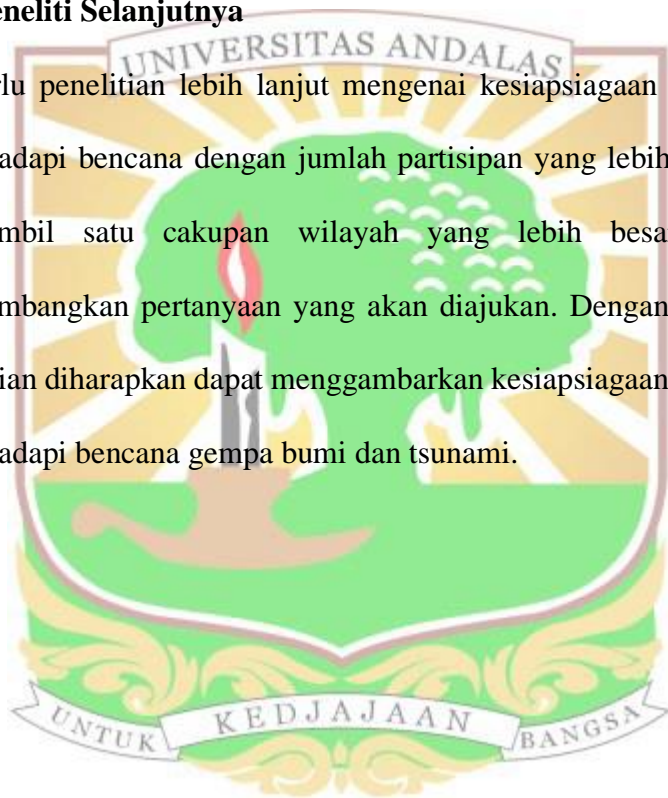 eneliti Selanjutnya
UNIVERSITAS ANDALAS
rlu penelitian lebih lanjut mengenai kesiapsiagaan
adapi bencana dengan jumlah partisipan yang lebih
mbil satu cakupan wilayah yang lebih besa
mbangkan pertanyaan yang akan diajukan. Dengan
ian diharapkan dapat menggambarkan kesiapsiagaan
adapi bencana gempa bumi dan tsunami.
UNTUK KEDJAJAAN BANGSA